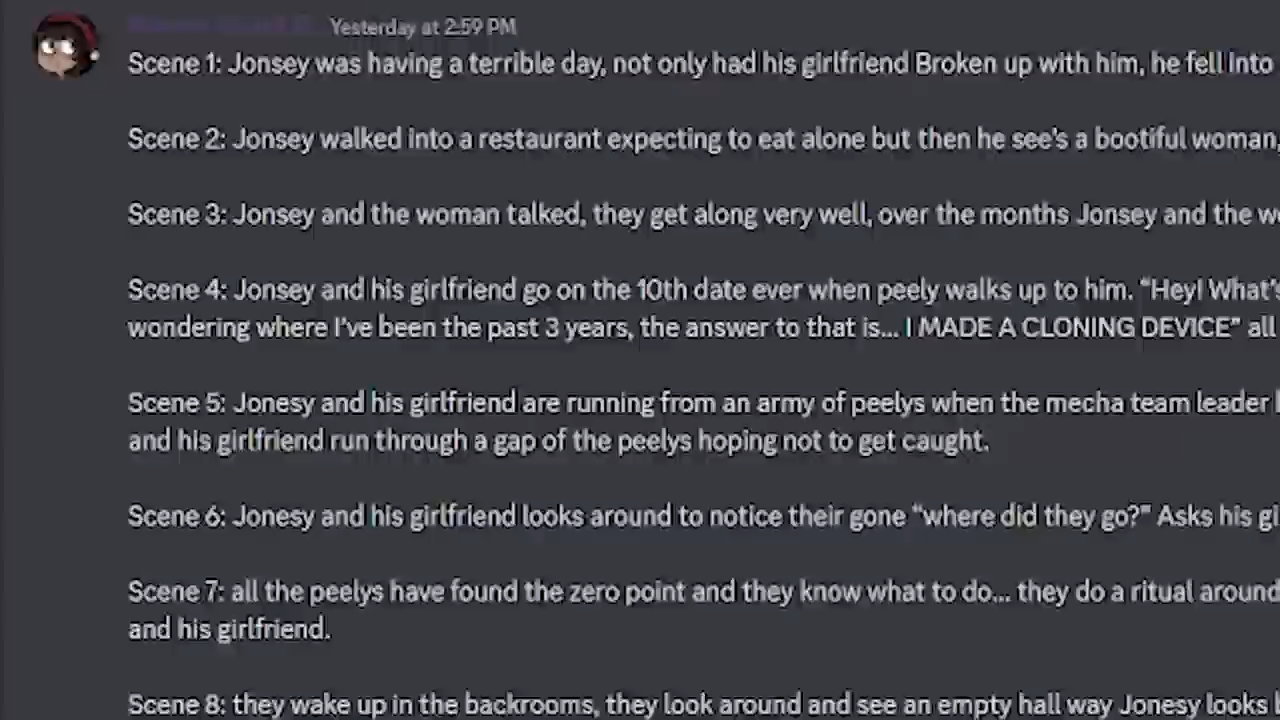 Yesterday at 2:59 PM
Scene 1: Jonsey was having a terrible day, not only had his girlfriend Broken up with him, he fell into
Scene 2: Jonsey walked into a restaurant expecting to eat alone but then he see's a bootiful woman,
Scene 3: Jonsey and the woman talked, they get along very well, over the months Jonsey and the
Scene 4: Jonsey and his girlfriend go on the 10th date ever when peely walks up to him. “Hey! What's
wondering where I've been the past 3 years, the answer to that is... I MADE A CLONING DEVICE” all
Scene 5: Jonesy and his girlfriend are running from an army of peelys when the mecha team leader
and his girlfriend run through a gap of the peelys hoping not to get caught.
Scene 6: Jonesy and his girlfriend looks around to notice their gone “where did they go?” Asks his
Scene 7: all the peelys have found the zero point and they know what to do... they do a ritual around
and his girlfriend.
Scene 8: they wake up in the backrooms, they look around and see an empty hall way Jonesy looks